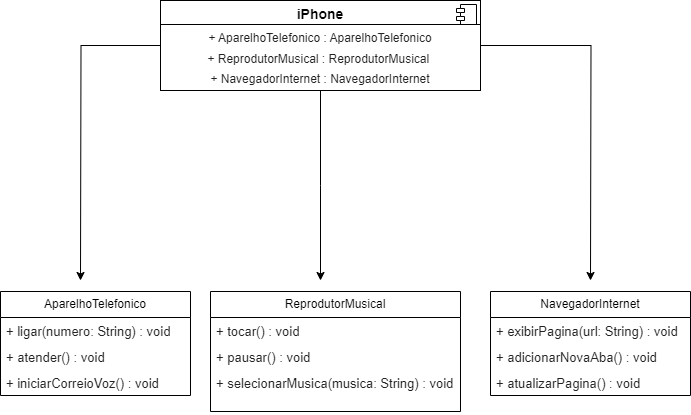 iPhone
+ AparelhoTelefonico : AparelhoTelefonico
+ ReprodutorMusical : ReprodutorMusical
+ NavegadorInternet : NavegadorInternet
AparelhoTelefonico
+ ligar(numero: String) : void
+ atender() : void
+ iniciarCorreioVoz() : void
ReprodutorMusical
+ tocar() : void
+ pausar() : void
+ selecionarMusica(musica: String) : void
NavegadorInternet
+ exibirPagina(url: String) : void
+ adicionarNovaAba() : void
+ atualizarPagina() : void